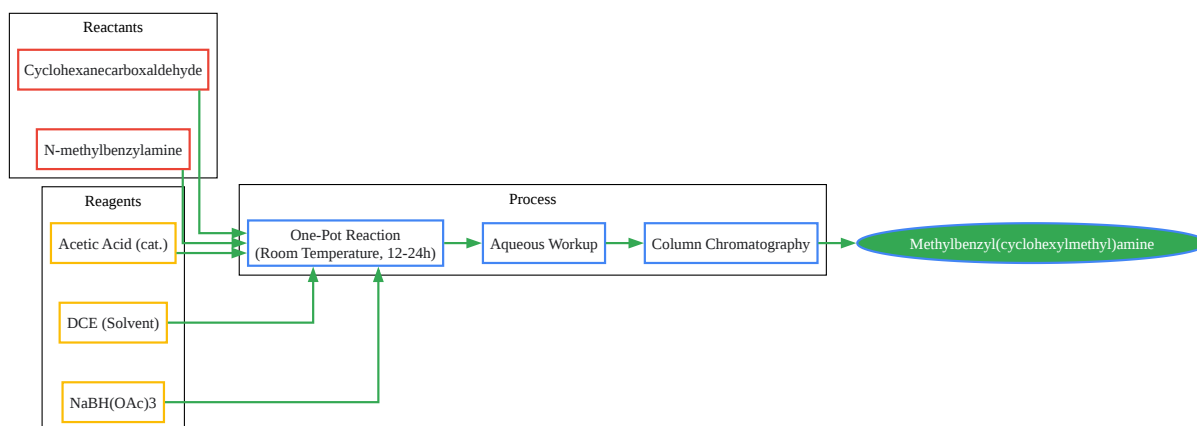 Reactants
Cyclohexanecarboxaldehyde
N-methylbenzylamine
Reagents
Acetic Acid (cat.)
DCE (Solvent)
NaBH(OAc)3
Process
One-Pot Reaction
(Room Temperature, 12-24h)
Aqueous Workup
Column Chromatography
Methylbenzyl(cyclohexylmethyl)amine